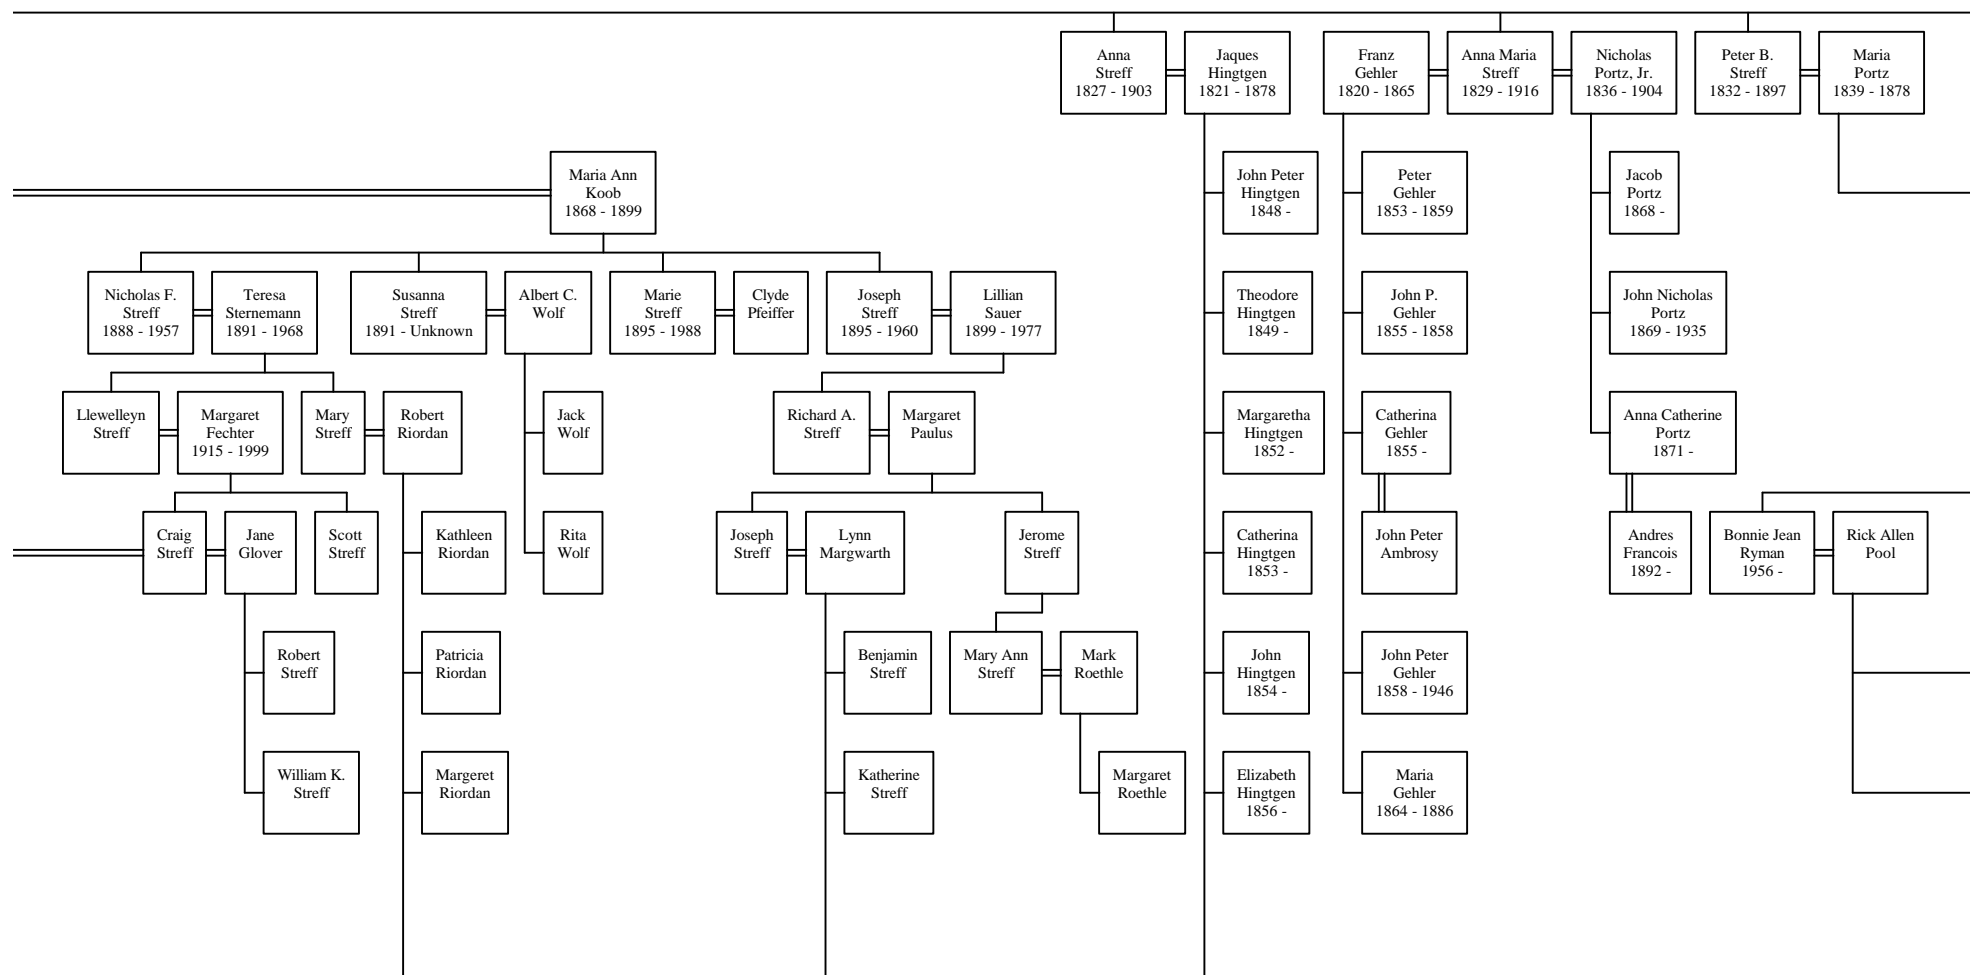 Anna
Streff
1827 - 1903
Jaques
Hingtgen
1821 - 1878
Franz
Gehler
1820 - 1865
Anna Maria
Streff
1829 - 1916
Nicholas
Portz, Jr.
1836 - 1904
Peter B.
Streff
1832 - 1897
Maria
Portz
1839 - 1878
Maria Ann
Koob
1868 - 1899
John Peter
Hingtgen
1848 -
Peter
Gehler
1853 - 1859
Jacob
Portz
1868 -
Nicholas F.
Streff
1888 - 1957
Teresa
Sternemann
1891 - 1968
Susanna
Streff
1891 - Unknown
Albert C.
Wolf
Marie
Streff
1895 - 1988
Clyde
Pfeiffer
Joseph
Streff
1895 - 1960
Lillian
Sauer
1899 - 1977
Theodore
Hingtgen
1849 -
John P.
Gehler
1855 - 1858
John Nicholas
Portz
1869 - 1935
Llewelleyn
Streff
Margaret
Fechter
1915 - 1999
Mary
Streff
Robert
Riordan
Jack
Wolf
Richard A.
Streff
Margaret
Paulus
Margaretha
Hingtgen
1852 -
Catherina
Gehler
1855 -
Anna Catherine
Portz
1871 -
Craig
Streff
Jane
Glover
Scott
Streff
Kathleen
Riordan
Rita
Wolf
Joseph
Streff
Lynn
Margwarth
Jerome
Streff
Catherina
Hingtgen
1853 -
John Peter
Ambrosy
Andres
Francois
1892 -
Bonnie Jean
Ryman
1956 -
Rick Allen
Pool
Robert
Streff
Patricia
Riordan
Benjamin
Streff
Mary Ann
Streff
Mark
Roethle
John
Hingtgen
1854 -
John Peter
Gehler
1858 - 1946
William K.
Streff
Margeret
Riordan
Katherine
Streff
Margaret
Roethle
Elizabeth
Hingtgen
1856 -
Maria
Gehler
1864 - 1886